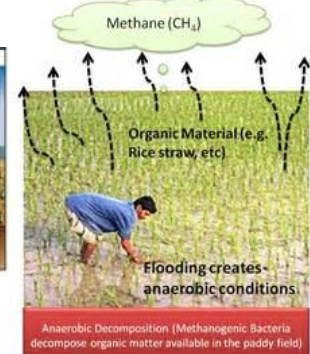 Methane (CH₄)
Organic Material (e.g.
Rice straw, etc)
Flooding creates
anaerobic conditions
Anaerobic Decomposition (Methanogenic Bacteria
decompose organic matter available in the paddy field)